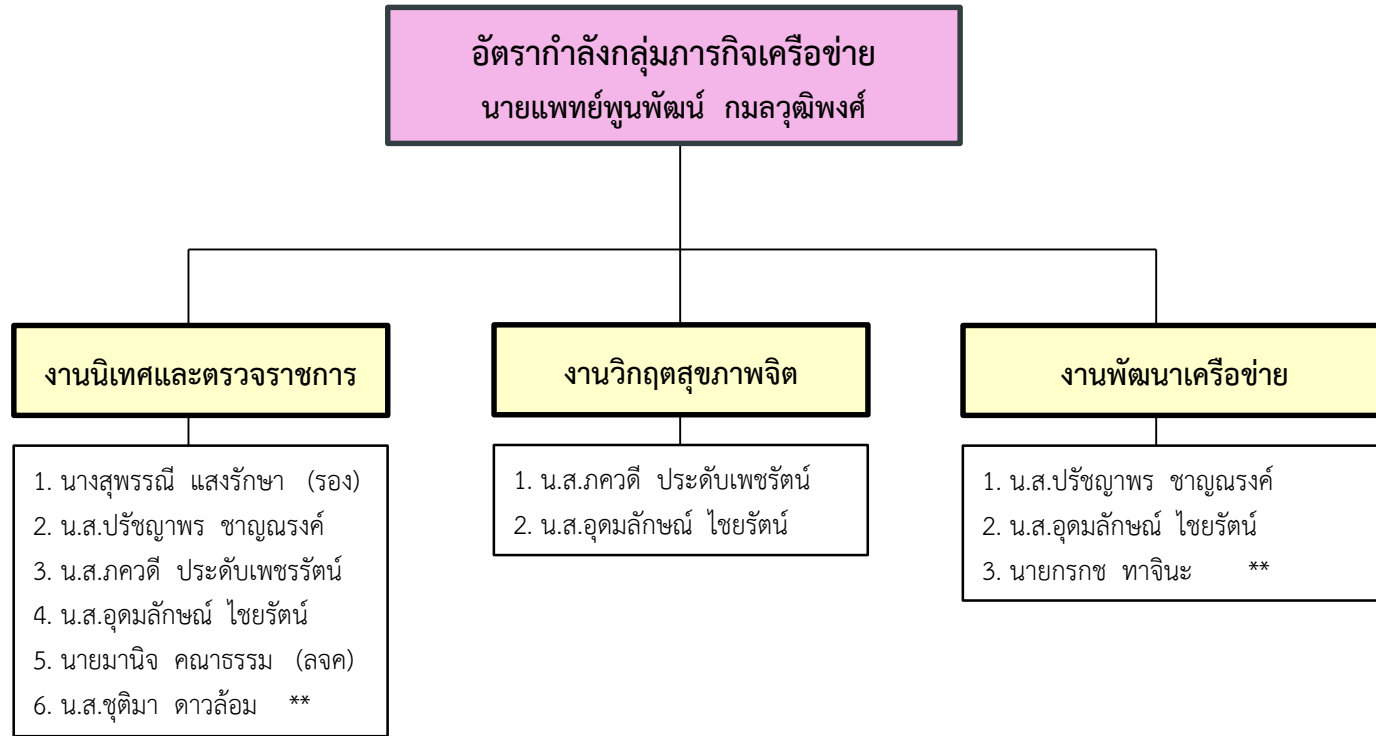 อัตรากำลังกลุ่มภารกิจเครือข่าย
นายแพทย์พูนพัฒน์ กมลวุฒิพงศ์
งานนิเทศและตรวจราชการ
1. นางสุพรรณี แสงรักษา (รอง)
2. น.ส.ปรัชญาพร ชาญณรงค์
3. น.ส.ภควดี ประดับเพชรรัตน์
4. น.ส.อุดมลักษณ์ ไชยรัตน์
5. นายมานิจ คณาธรรม (ลจค)
6. น.ส.ชุติมา ดาวล้อม **
งานวิกฤตสุขภาพจิต
1. น.ส.ภควดี ประดับเพชรัตน์
2. น.ส.อุดมลักษณ์ ไชยรัตน์
งานพัฒนาเครือข่าย
1. น.ส.ปรัชญาพร ชาญณรงค์
2. น.ส.อุดมลักษณ์ ไชยรัตน์
3. นายกรกช ทาจินะ **